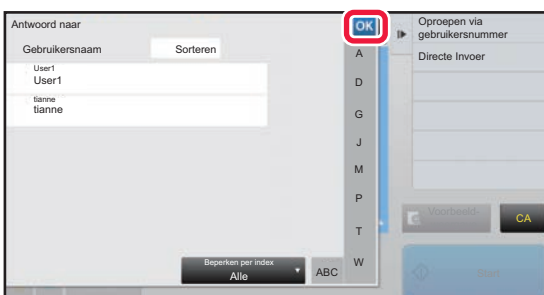 Antwoord naar
Gebruikersnaam
Sorteren
User1
User1
tianne
tianne
Beperken per index
Alle
ABC
OK
A
D
G
J
M
P
T
W
Oproepen via
gebruikersnummer
Directe Invoer
Voorbeeld
CA
Start